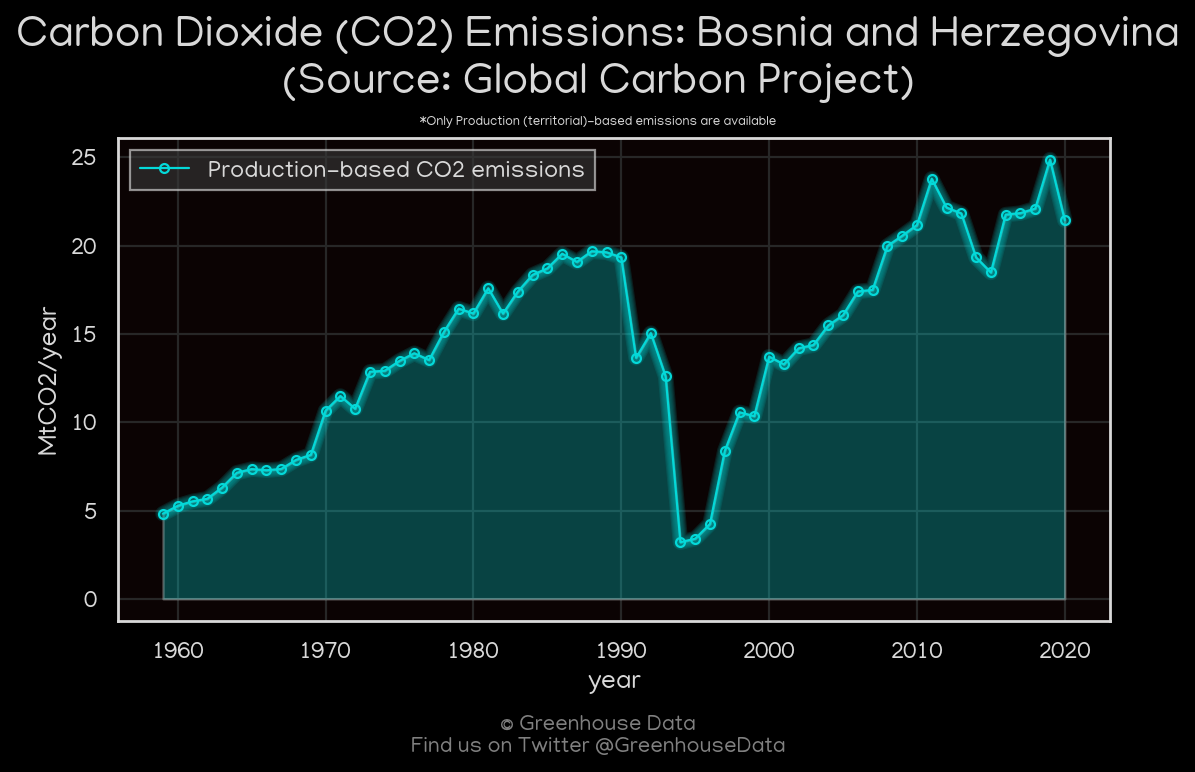 Carbon Dioxide (CO2) Emissions: Bosnia and Herzegovina
(Source: Global Carbon Project)
*Only Production (territorial)-based emissions are available
Production-based CO2 emissions
25
20
15
10
5
0
MtCO2/year
1960 1970 1980 1990 2000 2010 2020
year
© Greenhouse Data
Find us on Twitter @GreenhouseData